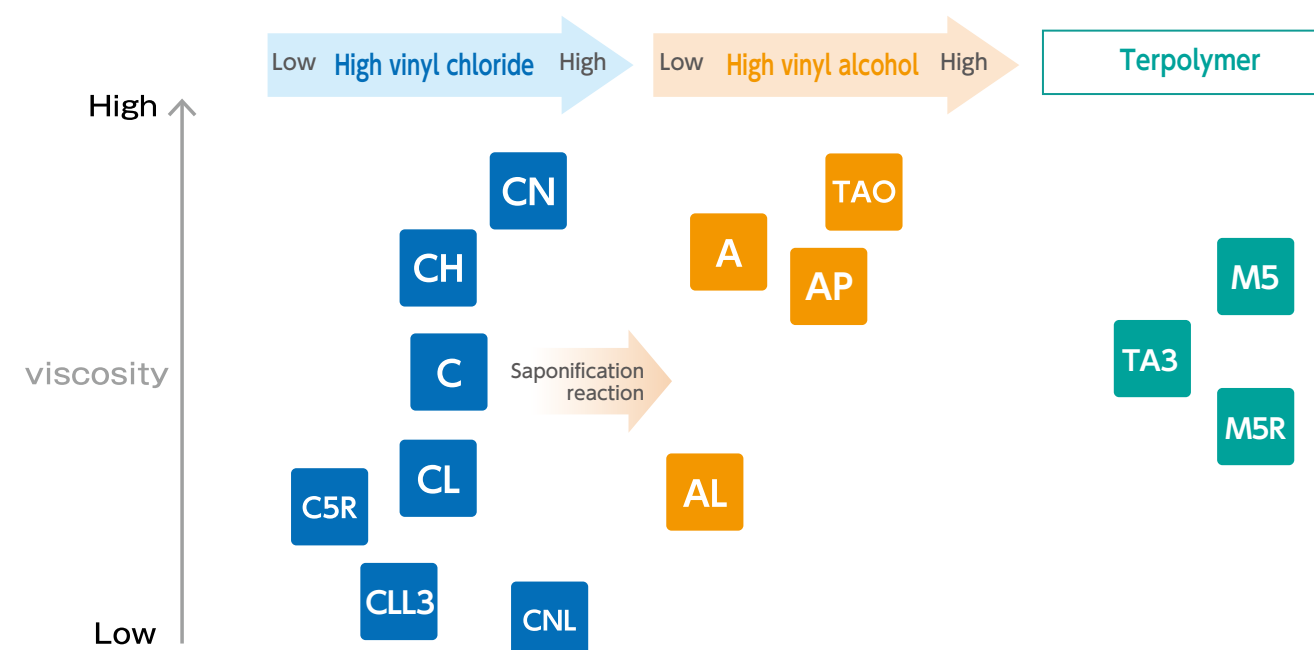 Low High vinyl chloride High
Low High vinyl alcohol High
Terpolymer
High
viscosity
Low
CN
CH
C
CL
C5R
CLL3
CNL
Saponification
reaction
TAO
A
AP
AL
M5
TA3
M5R